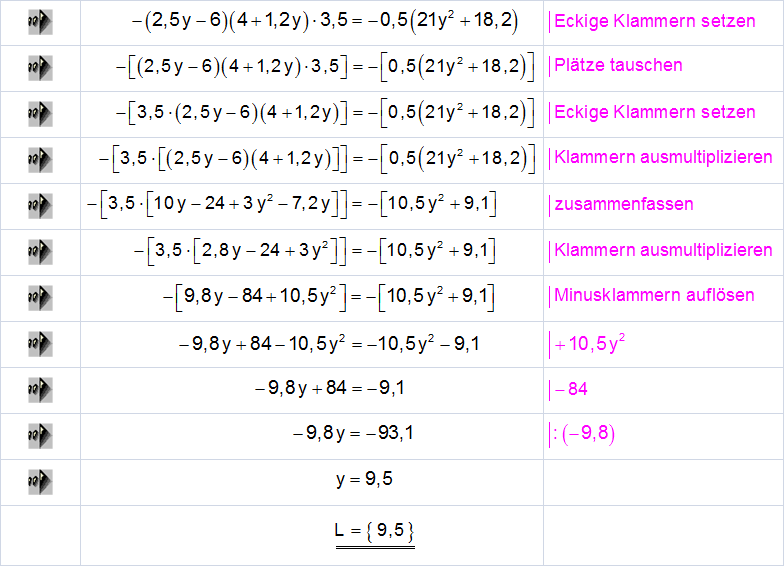 −(2,5y−6)(4+1,2y)·3,5=−0,5(21y²+18,2) |Eckige Klammern setzen
−[(2,5y−6)(4+1,2y)·3,5]=−[0,5(21y²+18,2)] |Plätze tauschen
−[3,5·(2,5y−6)(4+1,2y)]=−[0,5(21y²+18,2)] |Eckige Klammern setzen
−[3,5·[(2,5y−6)(4+1,2y)]]=−[0,5(21y²+18,2)] |Klammern ausmultiplizieren
−[3,5·[10y−24+3y²−7,2y]]=−[10,5y²+9,1] |zusammenfassen
−[3,5·[2,8y−24+3y²]]=−[10,5y²+9,1] |Klammern ausmultiplizieren
−[9,8y−84+10,5y²]=−[10,5y²+9,1] |Minusklammern auflösen
−9,8y+84−10,5y²=−10,5y²−9,1 |+10,5y²
−9,8y+84=−9,1 |−84
−9,8y=−93,1 |:(−9,8)
y=9,5
L={9,5}